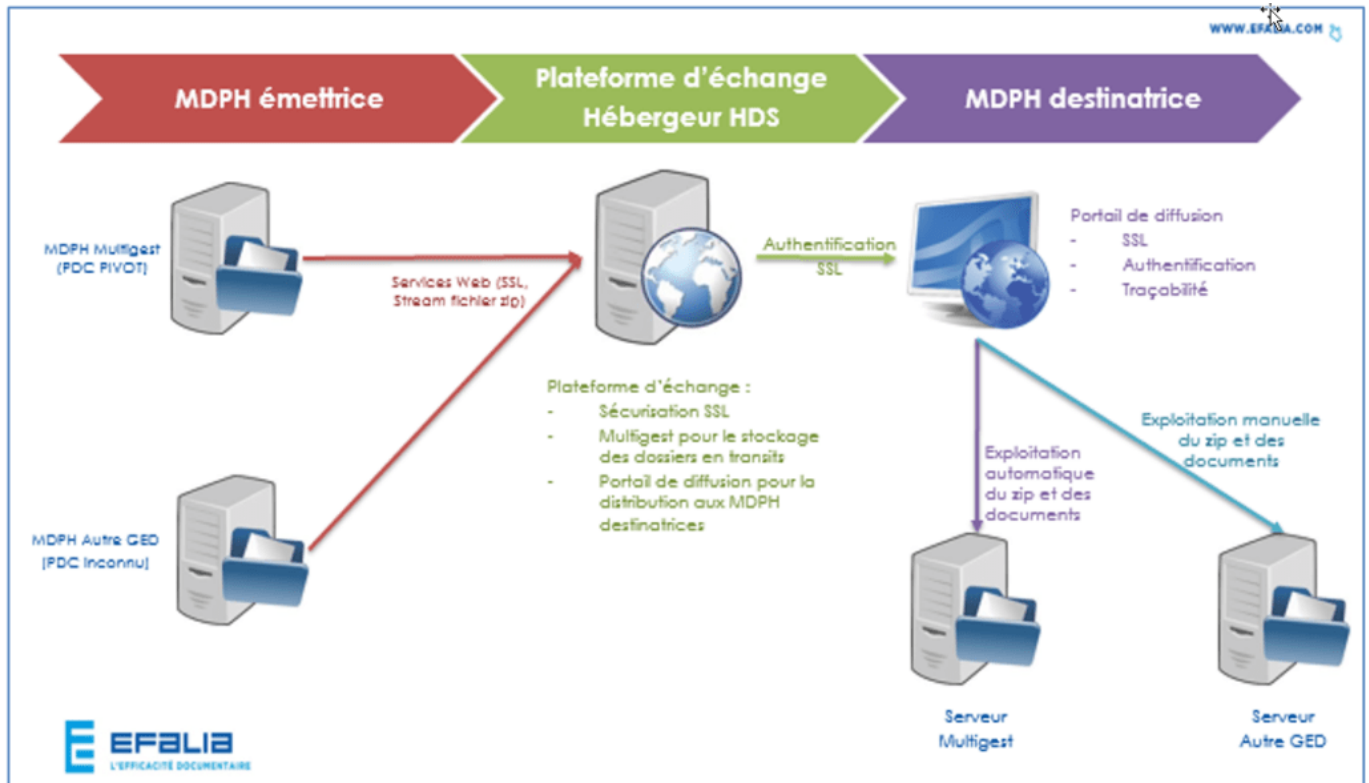 WWW.EFALIA.COM
MDPH émettrice
Plateforme d'échange
Hébergeur HDS
MDPH destinatrice
MDPH Multigest
(PDC PIVOT)
Services Web (SSL,
Stream fichier zip)
Authentification
SSL
Portail de diffusion
- SSL
- Authentification
- Traçabilité
Plateforme d'échange :
- Sécurisation SSL
- Multigest pour le stockage
des dossiers en transits
- Portail de diffusion pour la
distribution aux MDPH
destinatrices
Exploitation manuelle
du zip et des
documents
Exploitation
automatique
du zip et des
documents
MDPH Autre GED
(PDC Inconnu)
Serveur
Multigest
Serveur
Autre GED
EFALIA
L'EFFICACITÉ DOCUMENTAIRE